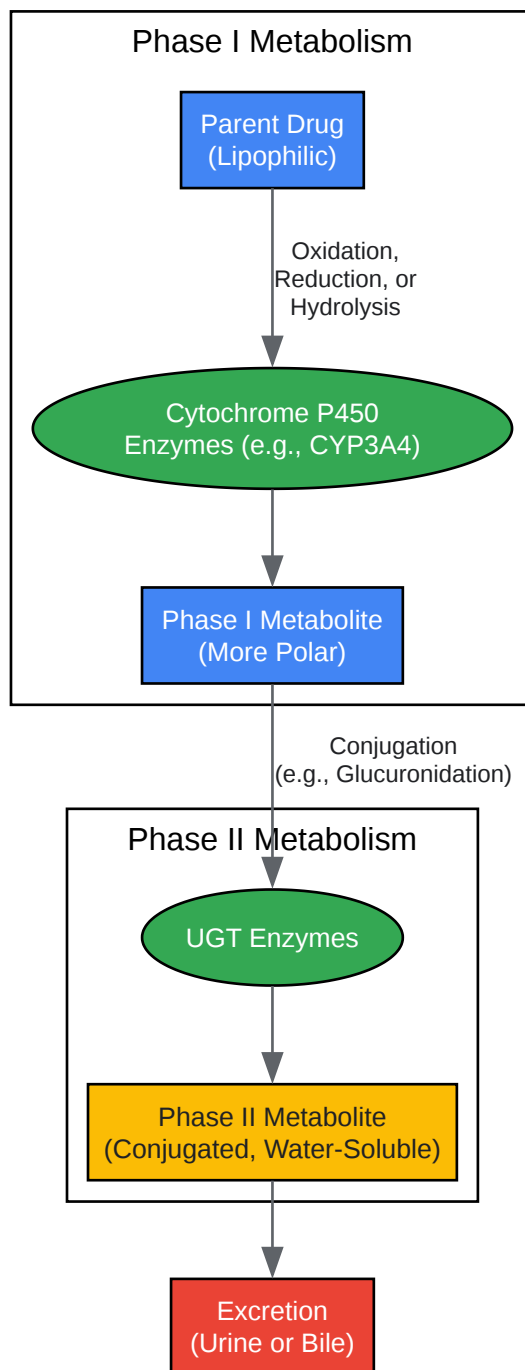 Phase I Metabolism
Parent Drug
(Lipophilic)
Oxidation,
Reduction, or
Hydrolysis
Cytochrome P450
Enzymes (e.g., CYP3A4)
Phase I Metabolite
(More Polar)
Conjugation
(e.g., Glucuronidation)
Phase II Metabolism
UGT Enzymes
Phase II Metabolite
(Conjugated, Water-Soluble)
Excretion
(Urine or Bile)